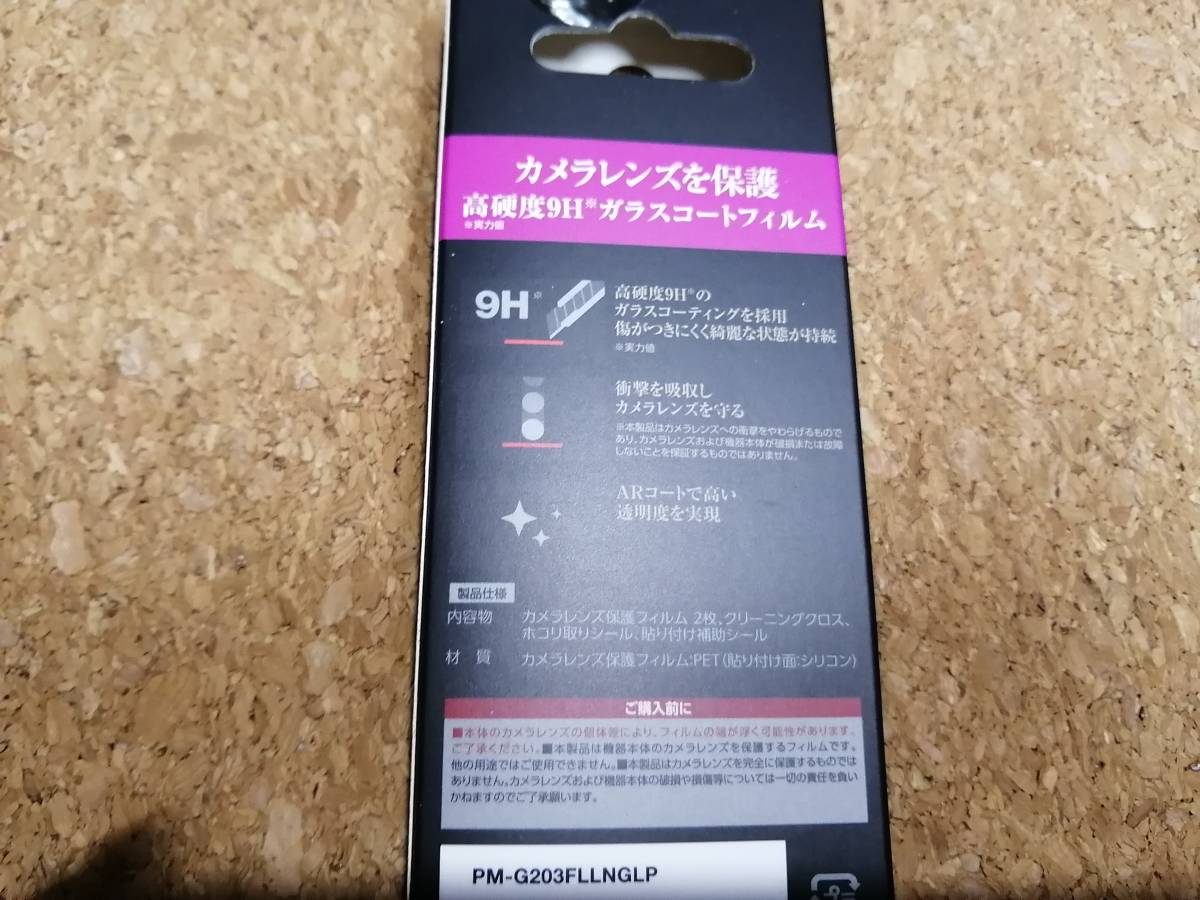 カメラレンズを保護
高硬度9H※ガラスコートフィルム
※実力値
9H※
高硬度9H※の
ガラスコーティングを採用
傷がつきにくく綺麗な状態が持続
※実力値
衝撃を吸収し
カメラレンズを守る
※本製品はカメラレンズへの衝撃をやわらげるもので
あり、カメラレンズおよび機器本体が破損または故障
しないことを保証するものではありません。
ARコートで高い
透明度を実現
製品仕様
内容物 カメラレンズ保護フィルム 2枚、クリーニングクロス、
ホコリ取りシール、貼り付け補助シール
材 質 カメラレンズ保護フィルム:PET(貼り付け面:シリコン)
ご購入前に
■本体のカメラレンズの個体差により、フィルムの端が浮く可能性があります。
ご了承ください。■本製品は機器本体のカメラレンズを保護するフィルムです。
他の用途ではご使用できません。■本製品はカメラレンズを完全に保護するものでは
ありません。カメラレンズおよび機器本体の破損や損傷等については一切の責任を負い
かねますのでご了承願います。
PM-G203FLLNGLP